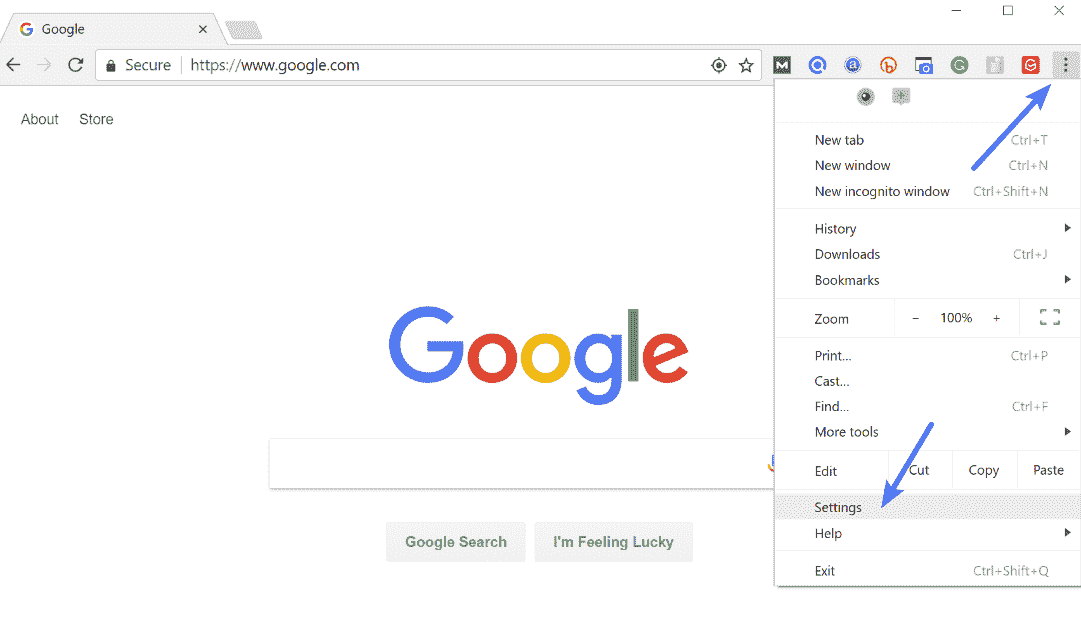 Google
Secure https://www.google.com
About Store
New tab Ctrl+T
New window Ctrl+N
New incognito window Ctrl+Shift+N
History
Downloads Ctrl+J
Bookmarks
Zoom - 100% +
Print... Ctrl+P
Cast...
Find... Ctrl+F
More tools
Edit Cut Copy Paste
Settings
Help
Exit Ctrl+Shift+Q
Google
Google Search I'm Feeling Lucky